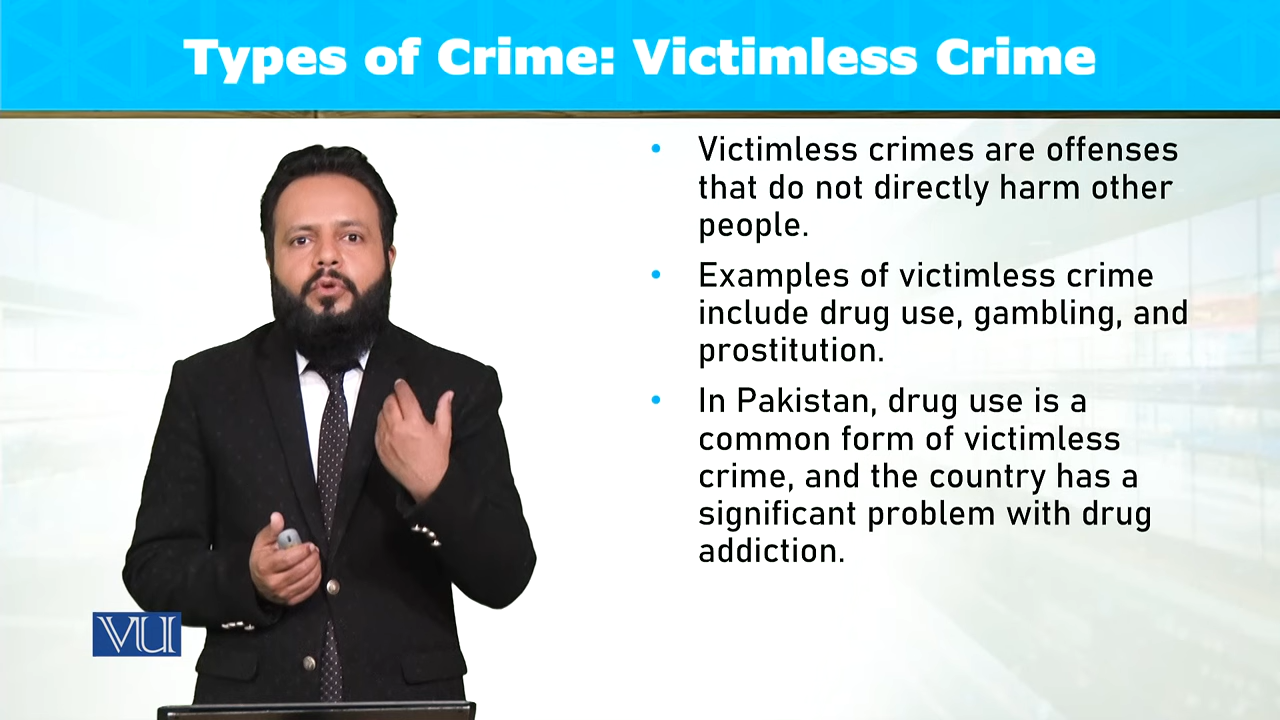 Types of Crime: Victimless Crime
• Victimless crimes are offenses
that do not directly harm other
people.
• Examples of victimless crime
include drug use, gambling, and
prostitution.
• In Pakistan, drug use is a
common form of victimless
crime, and the country has a
significant problem with drug
addiction.
VU